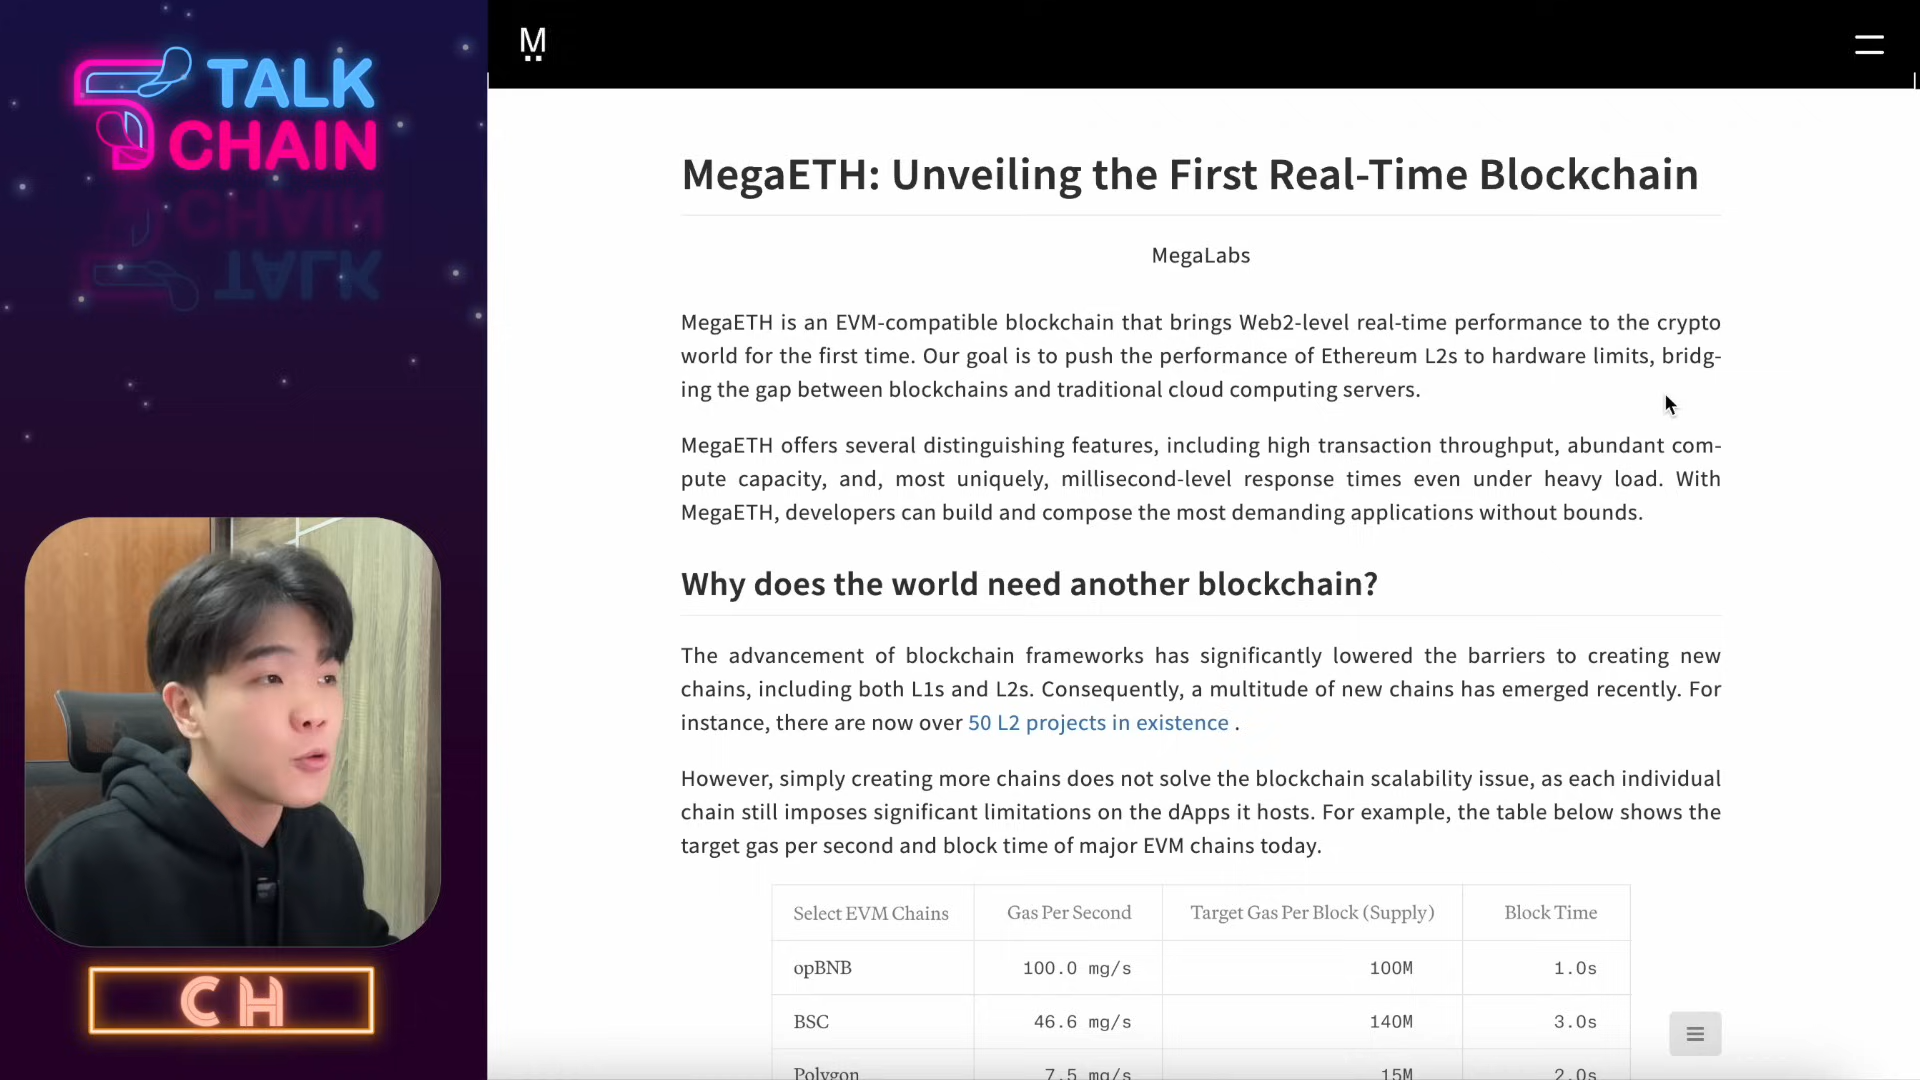 TALK
CHAIN
M
MegaETH: Unveiling the First Real-Time Blockchain
MegaLabs
MegaETH is an EVM-compatible blockchain that brings Web2-level real-time performance to the crypto
world for the first time. Our goal is to push the performance of Ethereum L2s to hardware limits, bridg-
ing the gap between blockchains and traditional cloud computing servers.
MegaETH offers several distinguishing features, including high transaction throughput, abundant com-
pute capacity, and, most uniquely, millisecond-level response times even under heavy load. With
MegaETH, developers can build and compose the most demanding applications without bounds.
Why does the world need another blockchain?
The advancement of blockchain frameworks has significantly lowered the barriers to creating new
chains, including both L1s and L2s. Consequently, a multitude of new chains has emerged recently. For
instance, there are now over 50 L2 projects in existence .
However, simply creating more chains does not solve the blockchain scalability issue, as each individual
chain still imposes significant limitations on the dApps it hosts. For example, the table below shows the
target gas per second and block time of major EVM chains today.
Select EVM Chains Gas Per Second Target Gas Per Block (Supply) Block Time
opBNB 100.0 mg/s 100M 1.0s
BSC 46.6 mg/s 140M 3.0s
Polygon 7.5 mg/s 15M 2.0s
CH